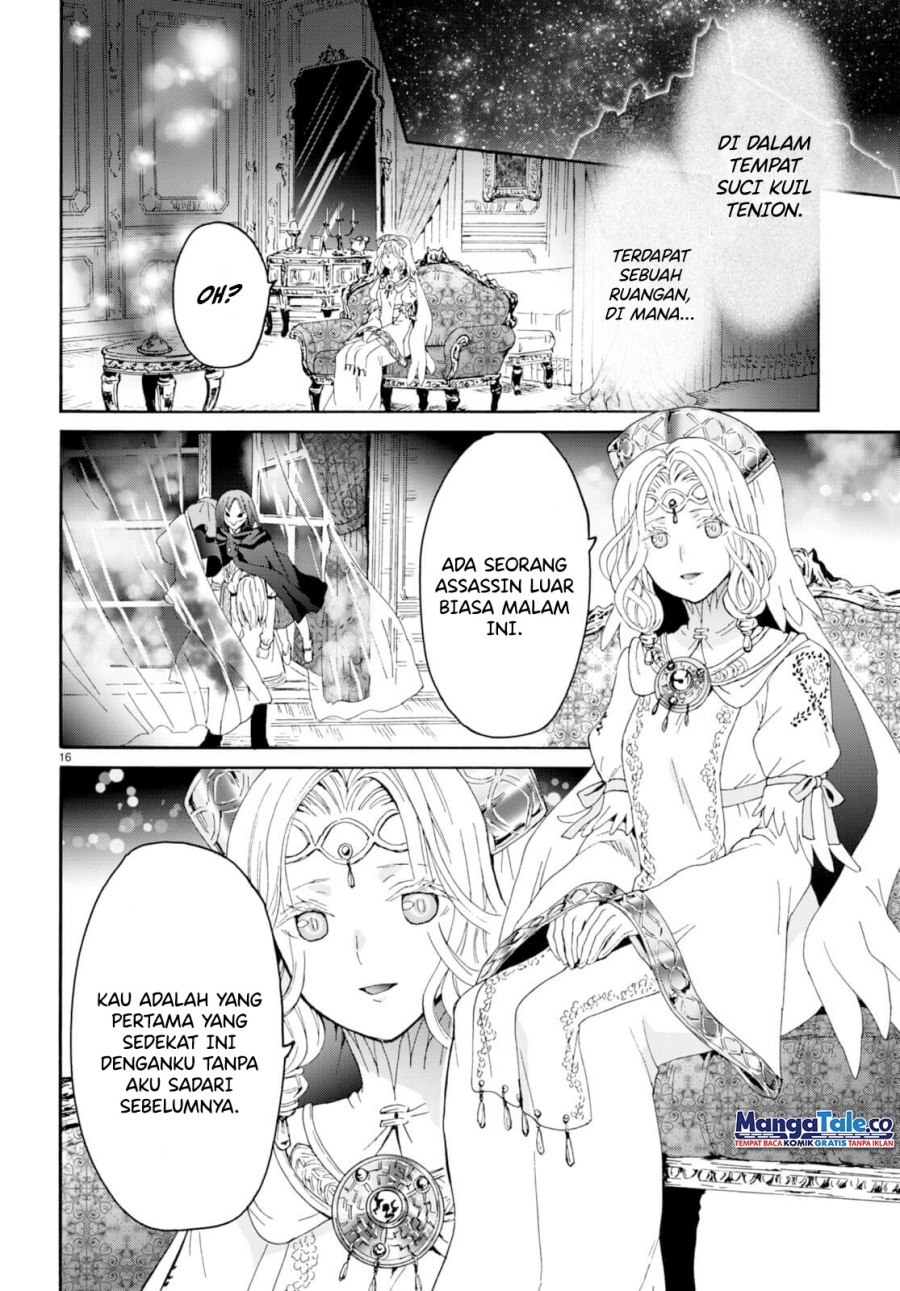 DI DALAM
TEMPAT
SUCI KUIL
TENION.
TERDAPAT
SEBUAH
RUANGAN,
DI MANA...
OH?
ADA SEORANG
ASSASSIN LUAR
BIASA MALAM
INI.
16
KAU ADALAH YANG
PERTAMA YANG
SEDEKAT INI
DENGANKU TANPA
AKU SADARI
SEBELUMNYA.
MangaTale.co
TEMPAT BACA KOMIK GRATIS TANPA IKLAN